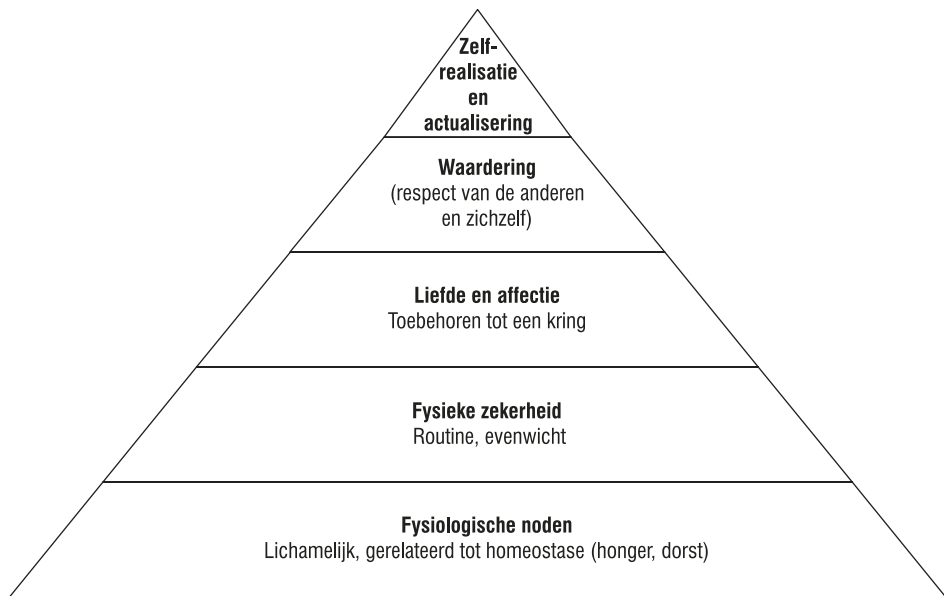 Zelf-
realisatie
en
actualisering
Waardering
(respect van de anderen
en zichzelf)
Liefde en affectie
Toebehoren tot een kring
Fysieke zekerheid
Routine, evenwicht
Fysiologische noden
Lichamelijk, gerelateerd tot homeostase (honger, dorst)